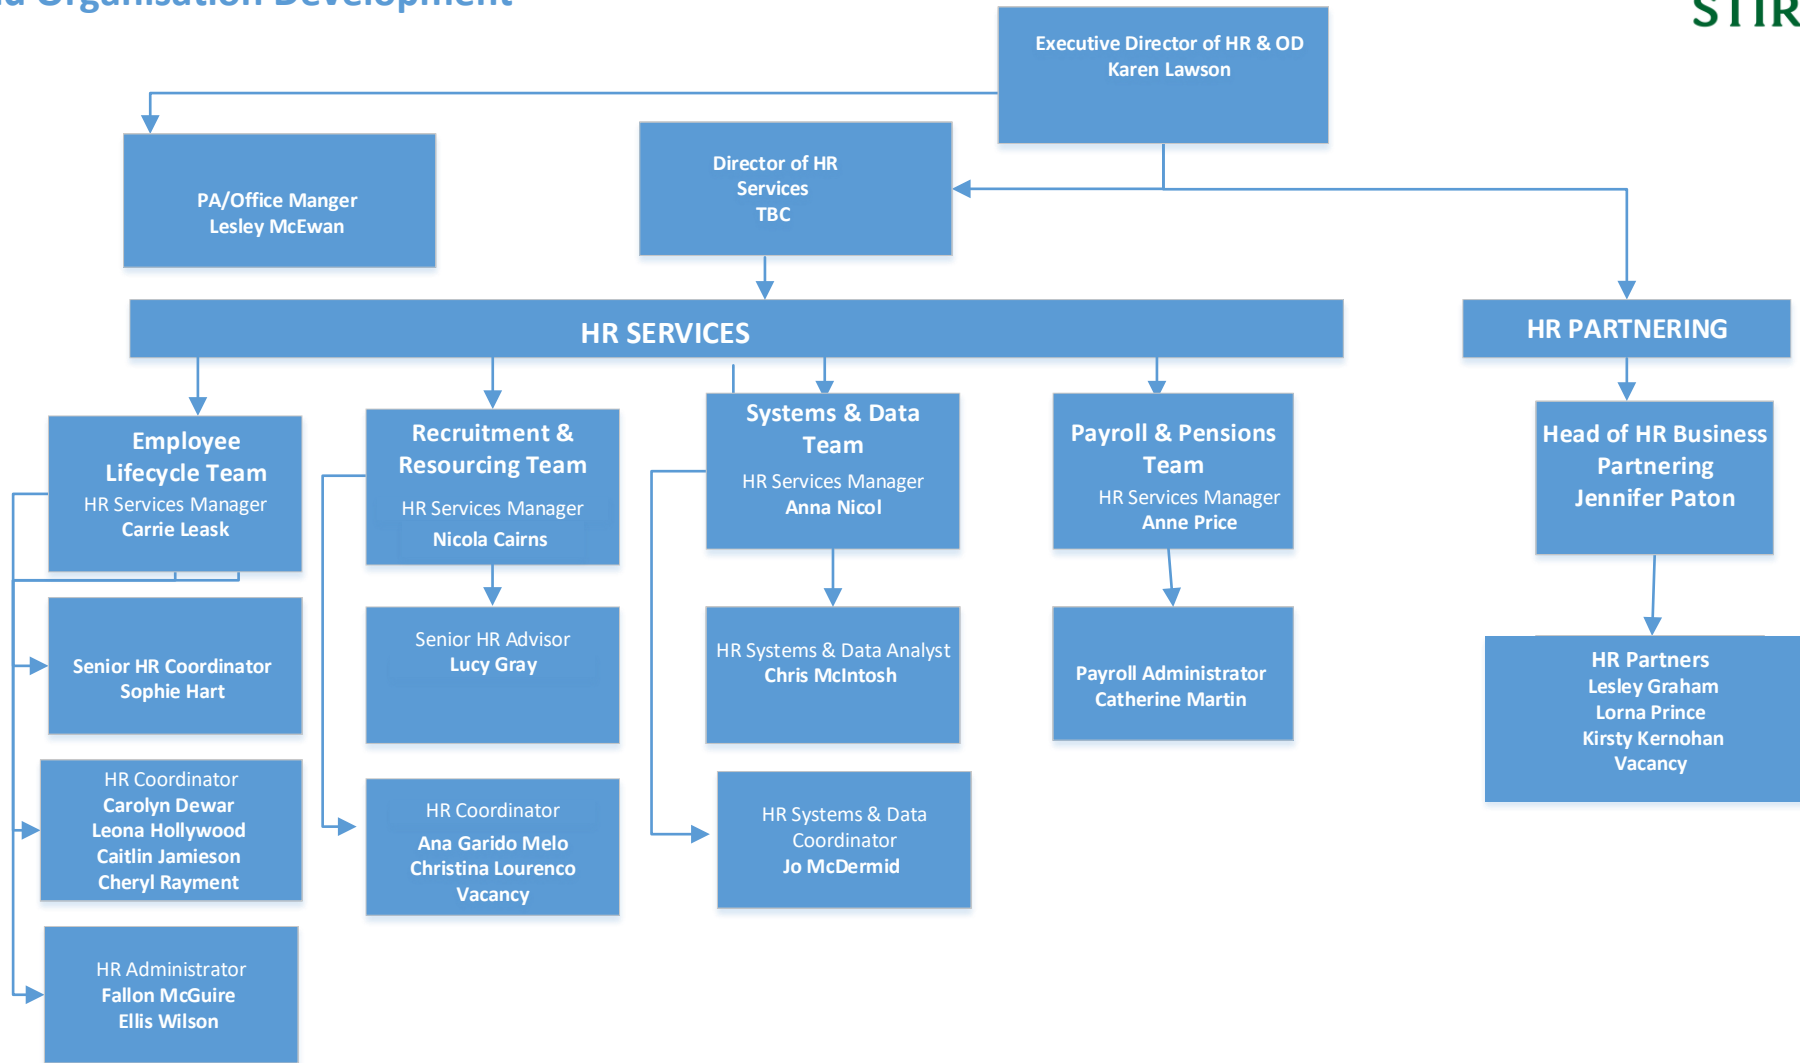 Organisation Development
STIR
Executive Director of HR & OD
Karen Lawson
PA/Office Manger
Lesley McEwan
Director of HR
Services
TBC
HR SERVICES
HR PARTNERING
Employee
Lifecycle Team
HR Services Manager
Carrie Leask
Recruitment &
Resourcing Team
HR Services Manager
Nicola Cairns
Systems & Data
Team
HR Services Manager
Anna Nicol
Payroll & Pensions
Team
HR Services Manager
Anne Price
Head of HR Business
Partnering
Jennifer Paton
Senior HR Coordinator
Sophie Hart
Senior HR Advisor
Lucy Gray
HR Systems & Data Analyst
Chris McIntosh
Payroll Administrator
Catherine Martin
HR Partners
Lesley Graham
Lorna Prince
Kirsty Kernohan
Vacancy
HR Coordinator
Carolyn Dewar
Leona Hollywood
Caitlin Jamieson
Cheryl Rayment
HR Coordinator
Ana Garido Melo
Christina Lourenco
Vacancy
HR Systems & Data
Coordinator
Jo McDermid
HR Administrator
Fallon McGuire
Ellis Wilson